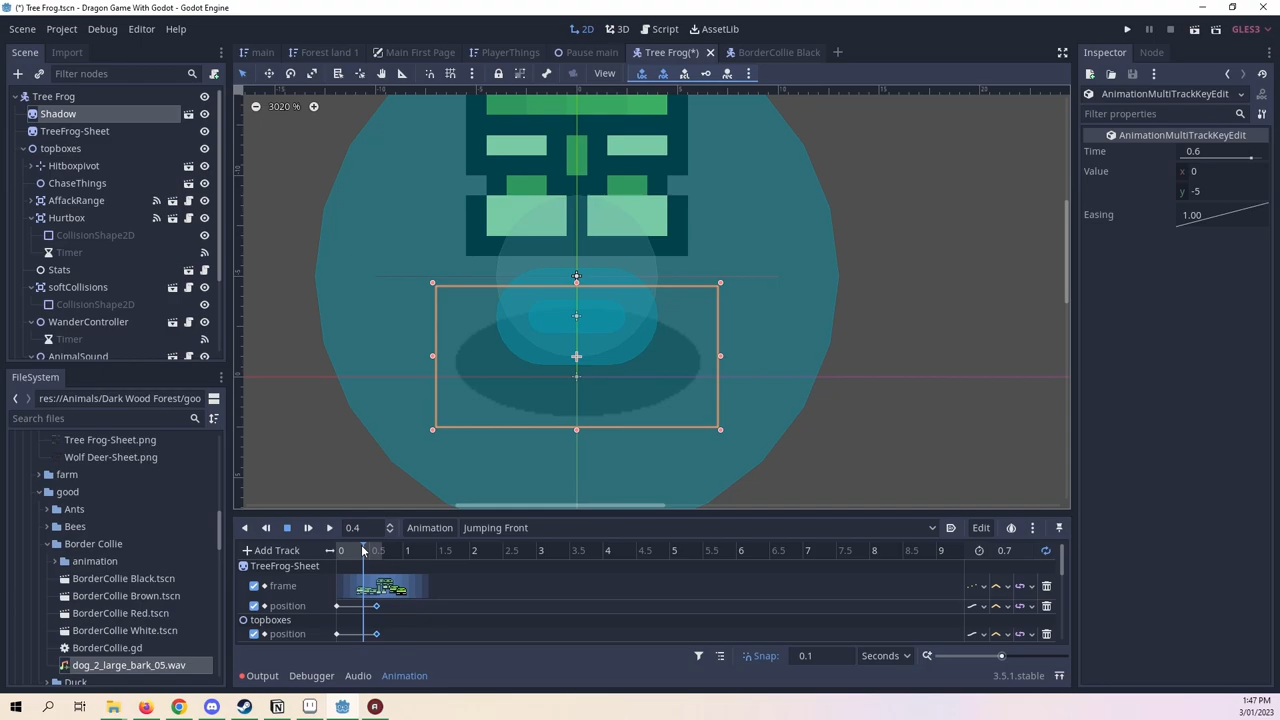 (*) Tree Frog.tscn - Dragon Game With Godot - Godot Engine
Scene Project Debug Editor Help
2D 3D Script AssetLib
GLES3
Scene Import
main Forest land 1 Main First Page PlayerThings Pause main Tree Frog(*) BorderCollie Black
Inspector Node
Filter nodes
View
Tree Frog
Shadow
TreeFrog-Sheet
topboxes
Hitboxpivot
ChaseThings
AffackRange
Hurtbox
CollisionShape2D
Timer
Stats
softCollisions
CollisionShape2D
WanderController
Timer
AnimalSound
3020 %
AnimationMultiTrackKeyEdit
Filter properties
AnimationMultiTrackKeyEdit
Time 0.6
Value x 0
y -5
Easing 1.00
FileSystem
res://Animals/Dark Wood Forest/goo
Search files
Tree Frog-Sheet.png
Wolf Deer-Sheet.png
farm
good
Ants
Bees
Border Collie
animation
BorderCollie Black.tscn
BorderCollie Brown.tscn
BorderCollie Red.tscn
BorderCollie White.tscn
BorderCollie.gd
dog_2_large_bark_05.wav
Duck
0.4 Animation Jumping Front Edit
Add Track 0 0.5 1 1.5 2 2.5 3 3.5 4 4.5 5 5.5 6 6.5 7 7.5 8 8.5 9 0.7
TreeFrog-Sheet
frame
position
topboxes
position
Snap: 0.1 Seconds
Output Debugger Audio Animation
3.5.1.stable
1:47 PM
3/01/2023